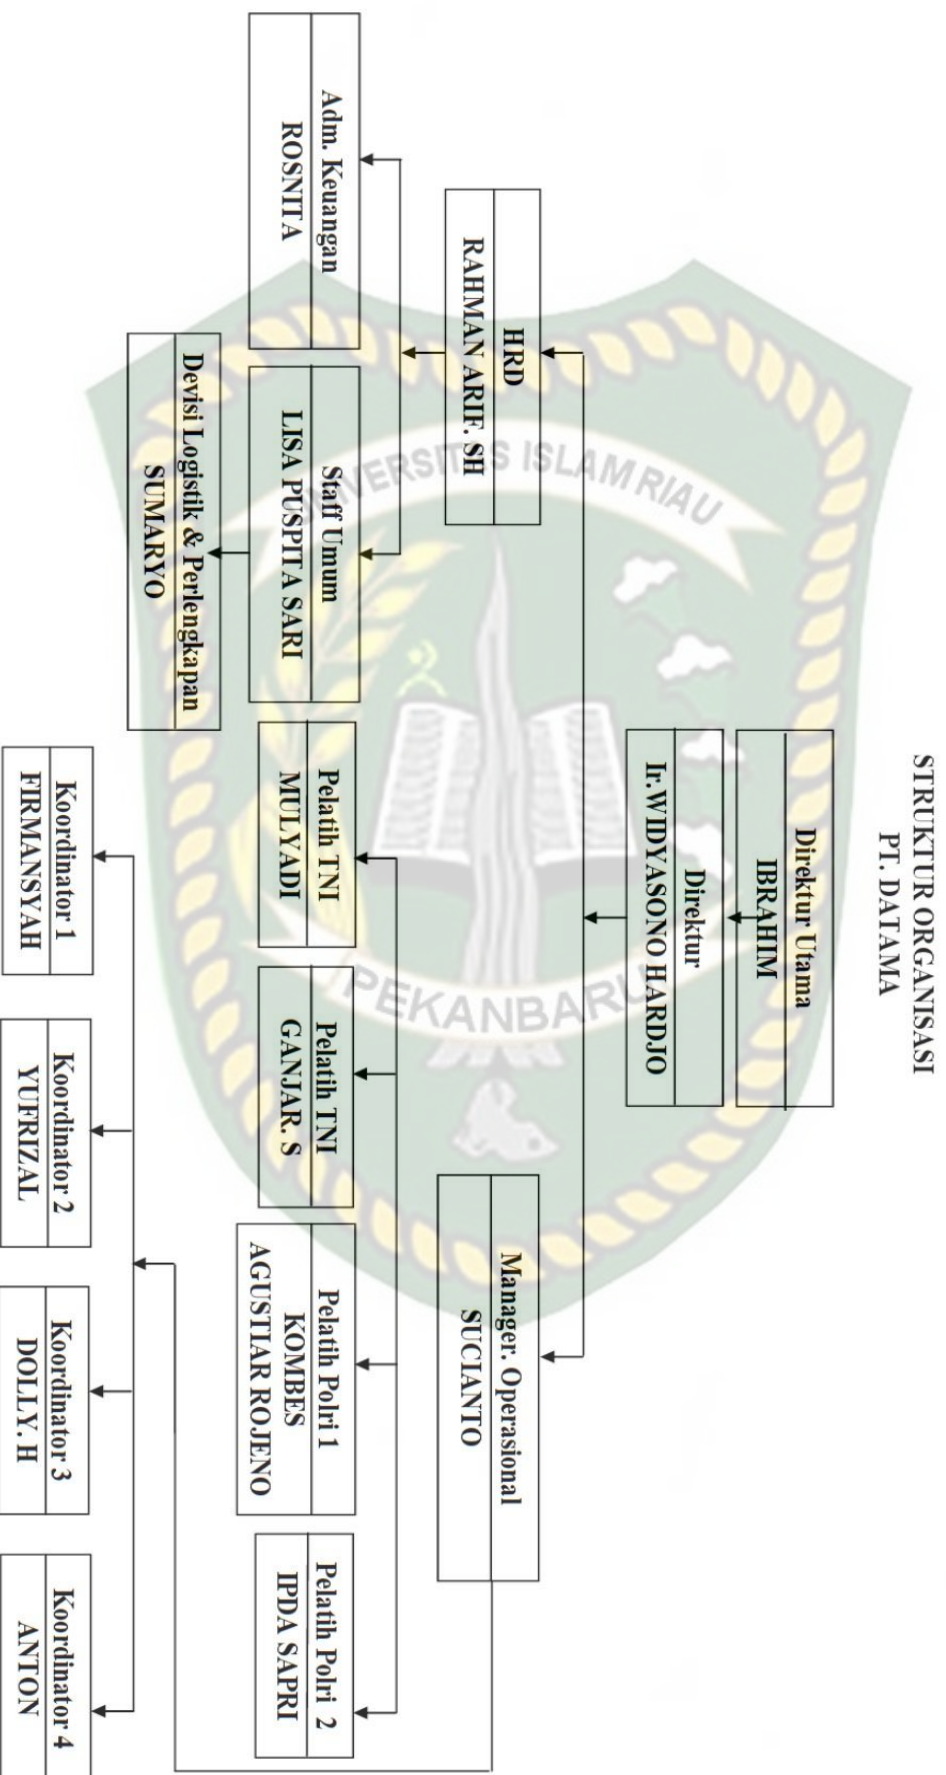 STRUKTUR ORGANISASI
PT. DATAMA
Direktur Utama
IBRAHIM
Direktur
Ir.WIDYASONO HARDJO
HRD
RAHMAN ARIF. SH
Manager. Operasional
SUCIANTO
Adm. Keuangan
ROSNITA
Staff Umum
LISA PUSPITA SARI
Devisi Logistik & Perlengkapan
SUMARYO
Pelatih TNI
MULYADI
Pelatih TNI
GANJAR. S
Pelatih Polri 1
KOMBES
AGUSTIAR ROJENO
Pelatih Polri 2
IPDA SAPRI
Koordinator 1
FIRMANSYAH
Koordinator 2
YUFRIZAL
Koordinator 3
DOLLY. H
Koordinator 4
ANTON
UNIVERSITAS ISLAM RIAU
PEKANBARU